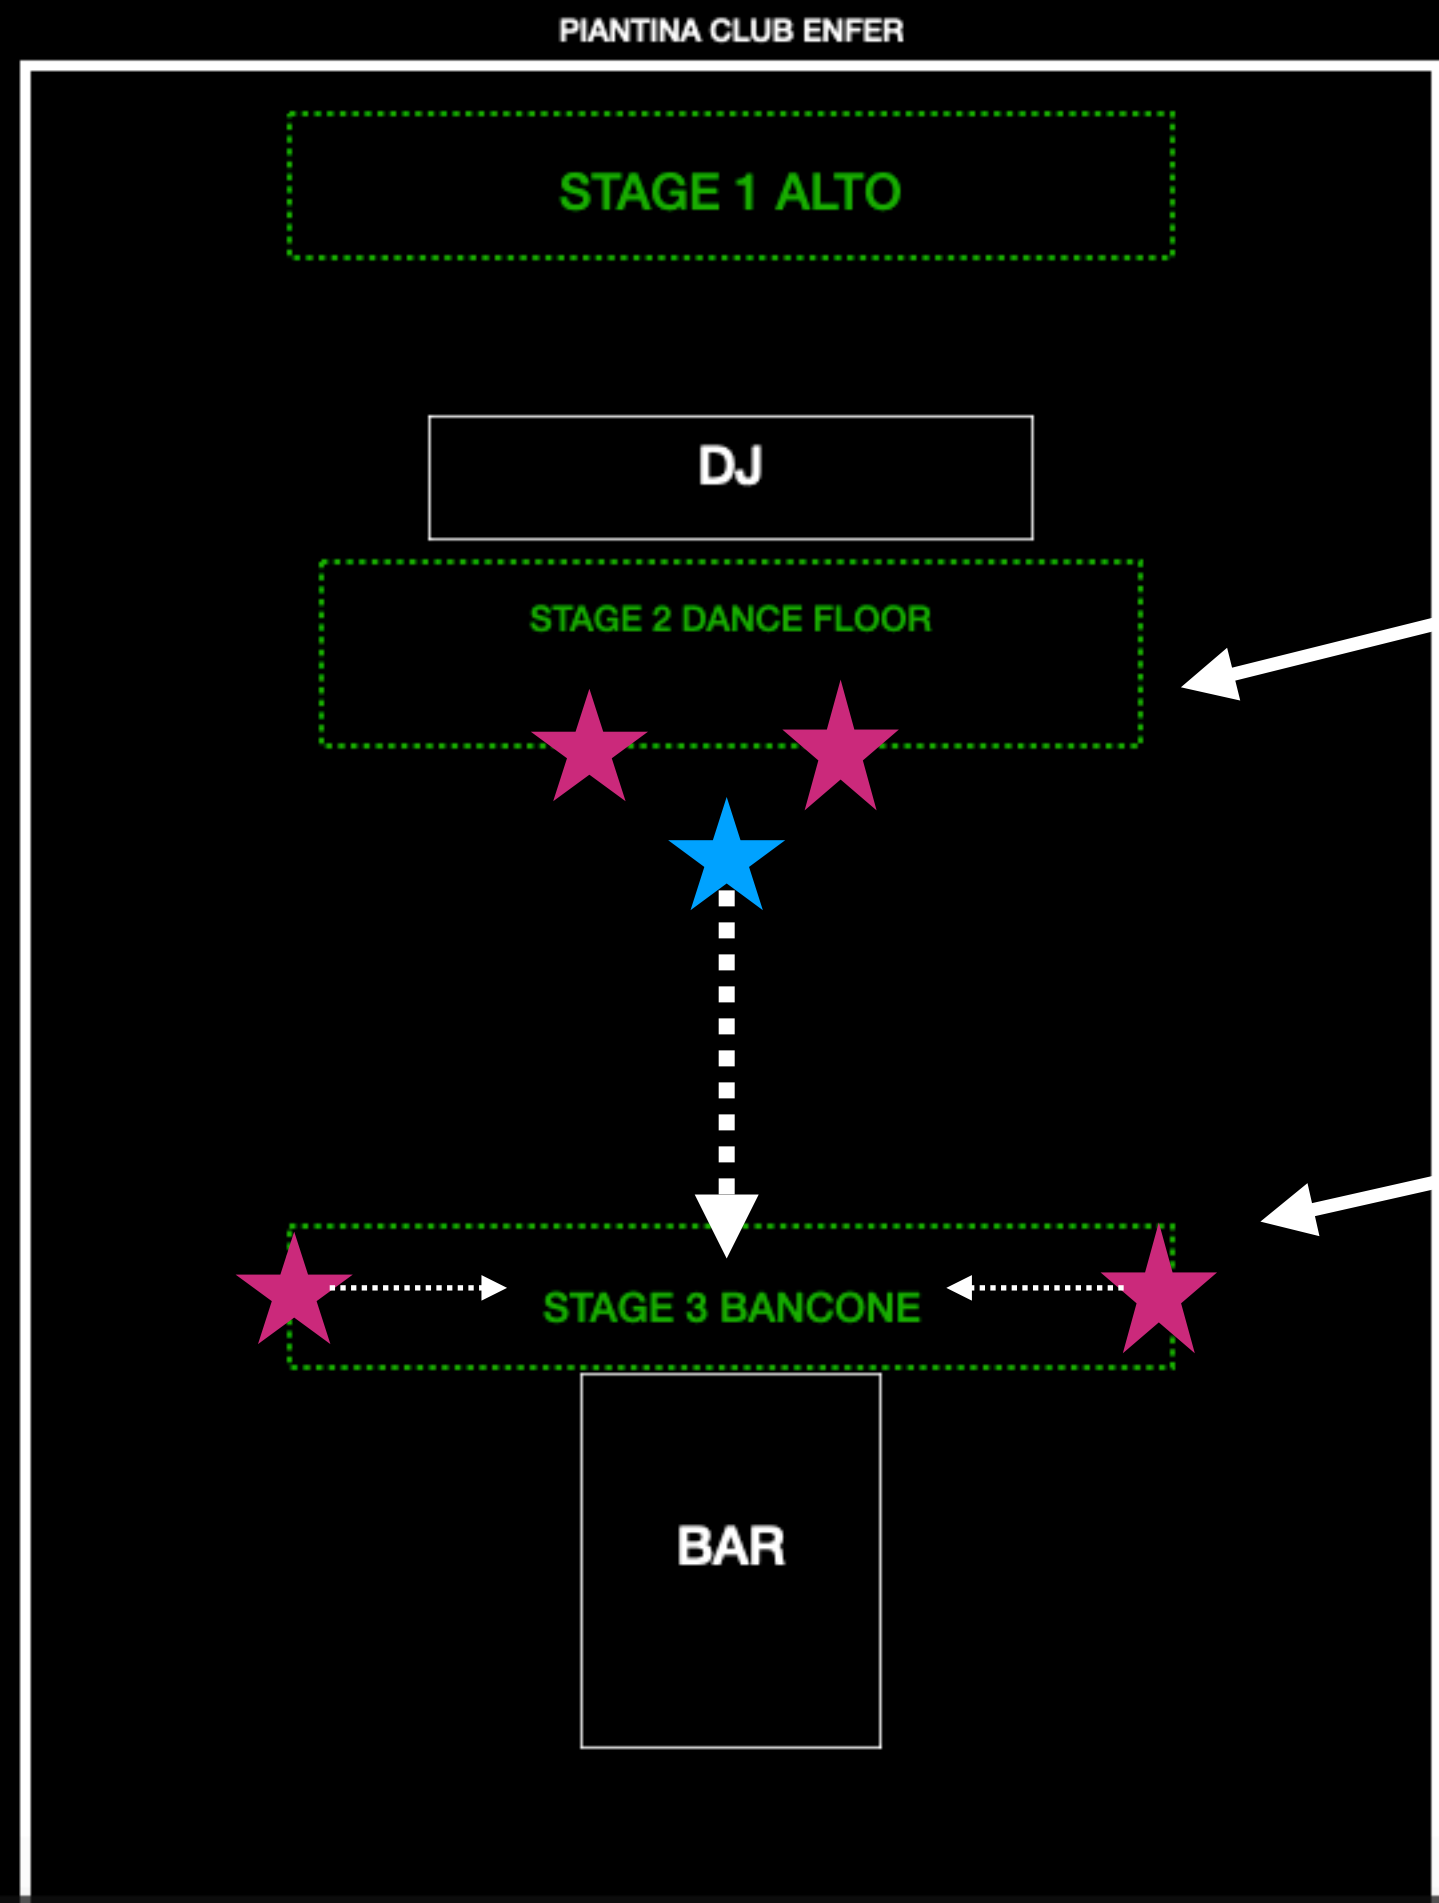 PIANTINA CLUB ENFER
STAGE 1 ALTO
DJ
STAGE 2 DANCE FLOOR
STAGE 3 BANCONE
BAR